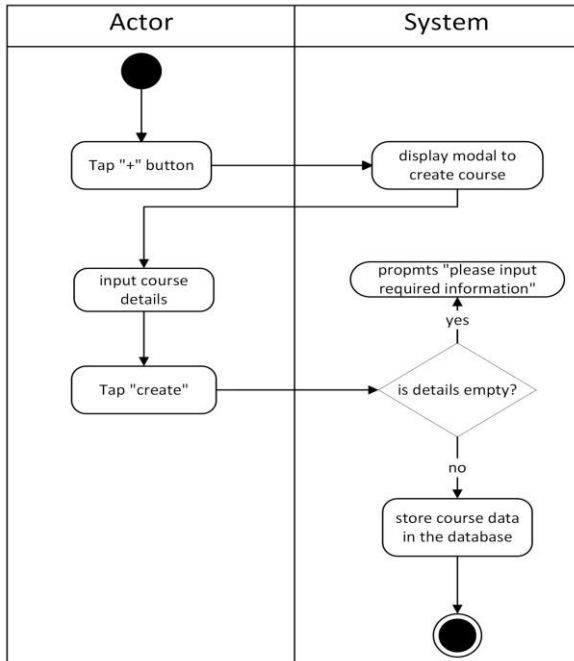 Actor
System
Tap "+" button
display modal to
create course
input course
details
propmts "please input
required information"
yes
Tap "create"
is details empty?
no
store course data
in the database